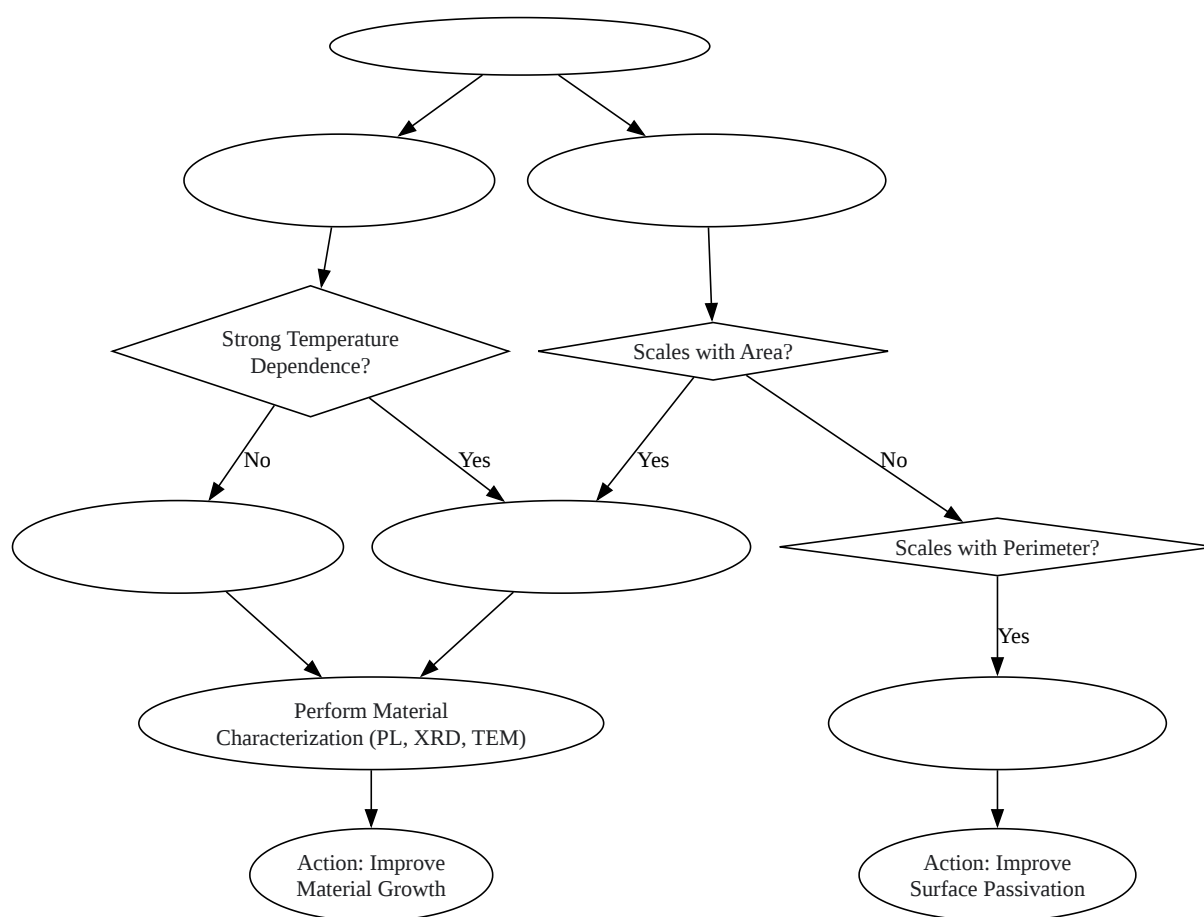 Strong Temperature
Dependence?
Scales with Area?
No
Yes
Yes
No
Scales with Perimeter?
Yes
Perform Material
Characterization (PL, XRD, TEM)
Action: Improve
Material Growth
Action: Improve
Surface Passivation